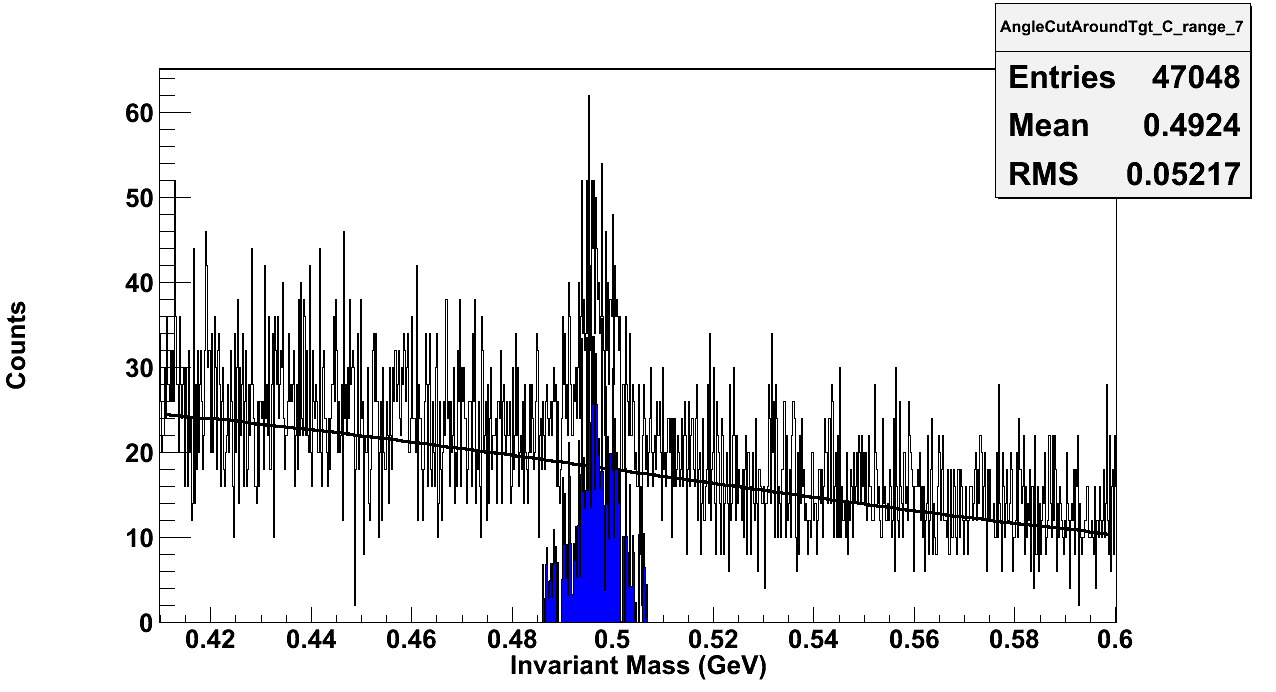 AngleCutAroundTgt_C_range_7
Entries 47048
Mean 0.4924
RMS 0.05217
Counts
60
50
40
30
20
10
0
0.42 0.44 0.46 0.48 0.5 0.52 0.54 0.56 0.58 0.6
Invariant Mass (GeV)